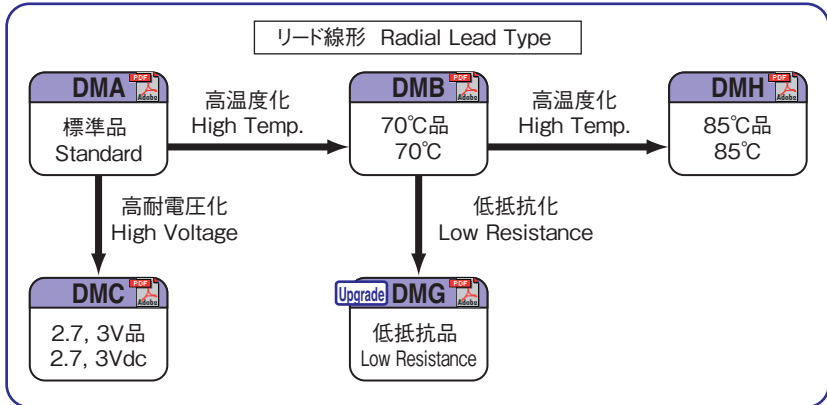 リード線形 Radial Lead Type
DMA
PDF
Adobe
標準品
Standard
高温度化
High Temp.
DMB
PDF
Adobe
70℃品
70℃
高温度化
High Temp.
DMH
PDF
Adobe
85℃品
85℃
高耐電圧化
High Voltage
低抵抗化
Low Resistance
DMC
PDF
Adobe
2.7, 3V品
2.7, 3Vdc
Upgrade
DMG
PDF
Adobe
低抵抗品
Low Resistance